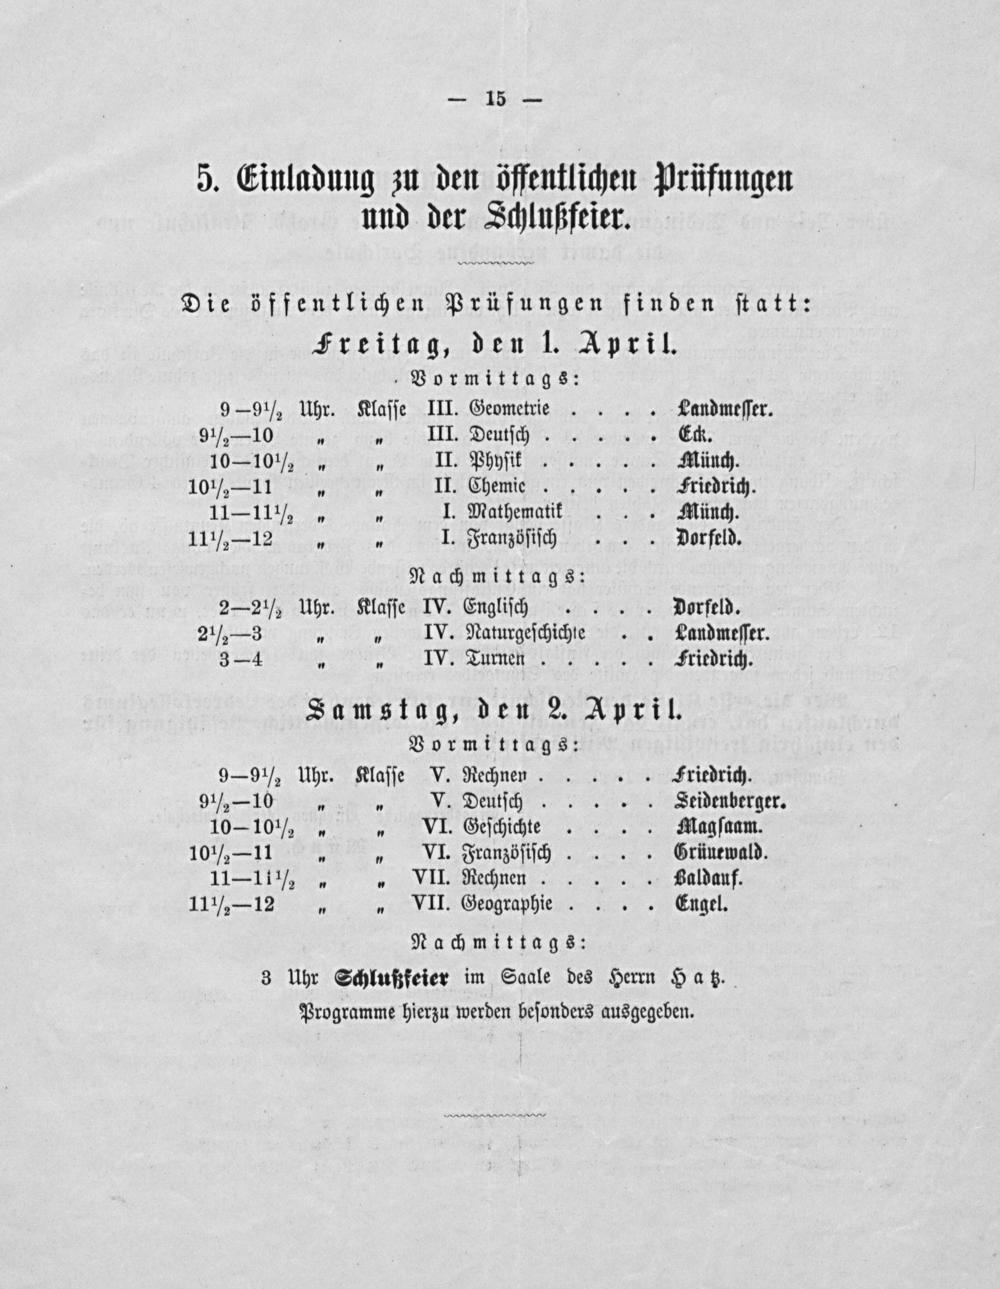 — 15 —
5. Einladung zu den öffentlichen Prüfungen
und der Schlußfeier.
Die öffentlichen Prüfungen finden statt:
Freitag, den 1. April.
Vormittags:
9—9½ Uhr. Klasse III. Geometrie . . . . Landmesser.
9½—10 „ „ III. Deutsch . . . . . Eck.
10—10½ „ „ II. Physik . . . . . Münch.
10½—11 „ „ II. Chemie . . . . . Friedrich.
11—11½ „ „ I. Mathematik . . . Münch.
11½—12 „ „ I. Französisch . . . Dorfeld.
Nachmittags:
2—2½ Uhr. Klasse IV. Englisch . . . . Dorfeld.
2½—3 „ „ IV. Naturgeschichte . . Landmesser.
3—4 „ „ IV. Turnen . . . . . Friedrich.
Samstag, den 2. April.
Vormittags:
9—9½ Uhr. Klasse V. Rechnen . . . . . Friedrich.
9½—10 „ „ V. Deutsch . . . . . Seidenberger.
10—10½ „ „ VI. Geschichte . . . . Magsaam.
10½—11 „ „ VI. Französisch . . . . Grünewald.
11—11½ „ „ VII. Rechnen . . . . . Baldauf.
11½—12 „ „ VII. Geographie . . . . Engel.
Nachmittags:
3 Uhr Schlußfeier im Saale des Herrn Hatz.
Programme hierzu werden besonders ausgegeben.